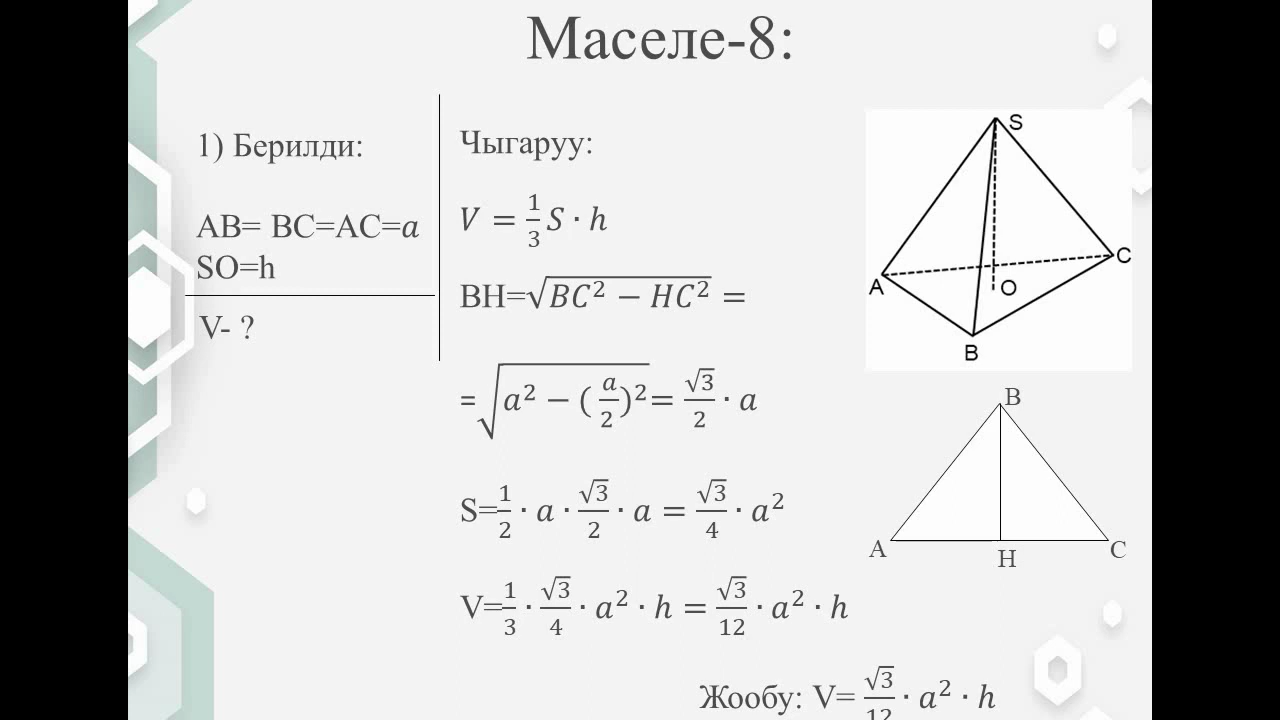 Маселе-8:
1) Берилди:
AB= BC=AC=𝑎
SO=h
V- ?
Чыгаруу:
𝑉 = 1/3 𝑆 · ℎ
BH=√(𝐵𝐶² − 𝐻𝐶²) =
=√(𝑎² − ( 𝑎/2)²)= √3/2 · 𝑎
S=1/2 · 𝑎 · √3/2 · 𝑎 = √3/4 · 𝑎²
V=1/3 · √3/4 · 𝑎² · ℎ = √3/12 · 𝑎² · ℎ
Жообу: V= √3/12 · 𝑎² · ℎ
S
A
C
O
B
B
A
H
C